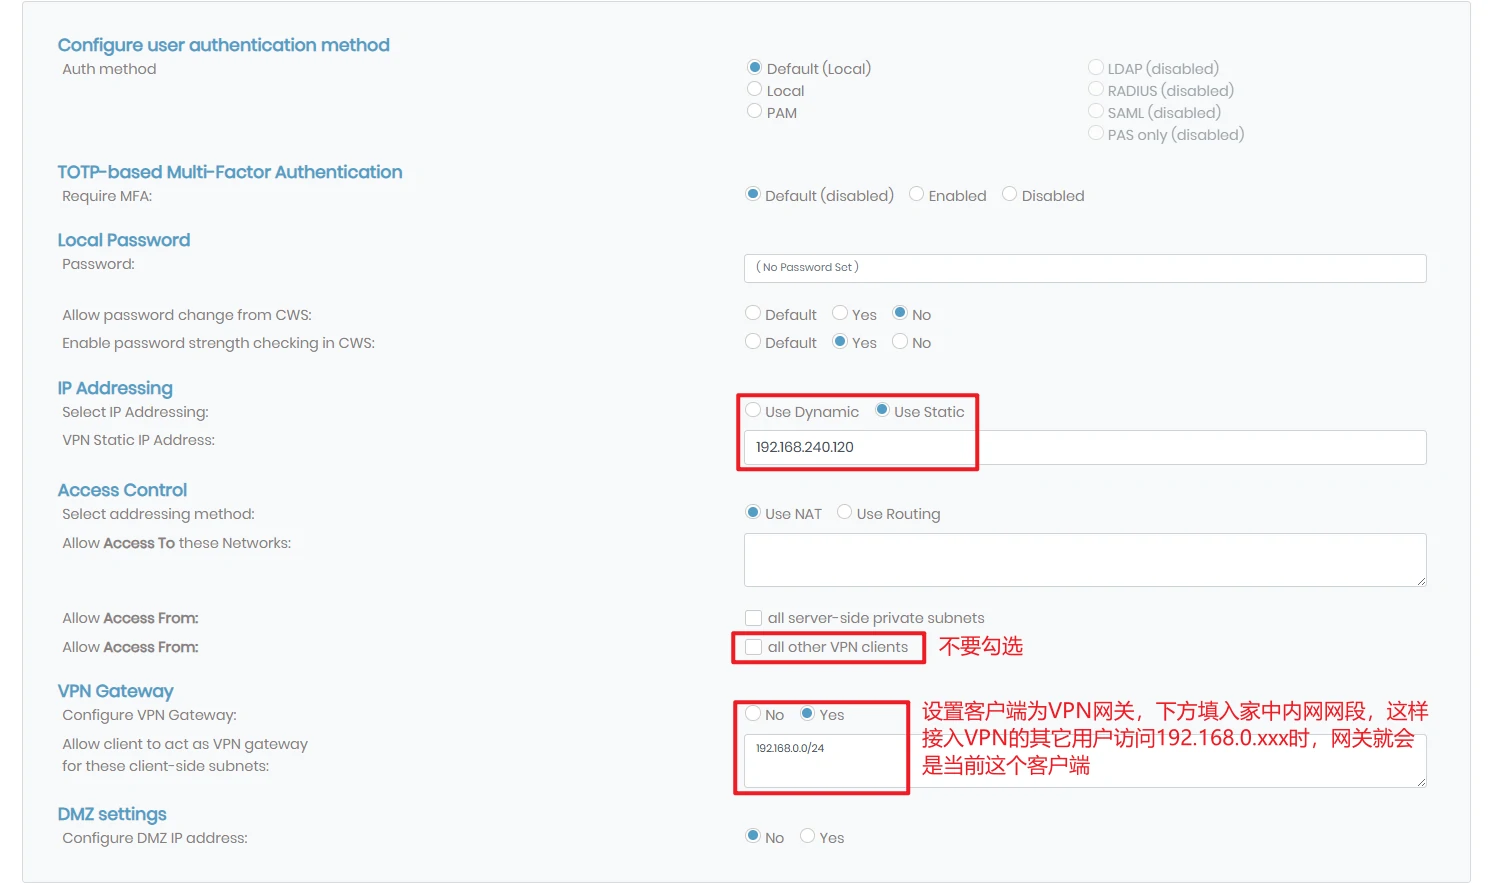 Configure user authentication method
Auth method
Default (Local)
LDAP (disabled)
Local
RADIUS (disabled)
PAM
SAML (disabled)
PAS only (disabled)
TOTP-based Multi-Factor Authentication
Require MFA:
Default (disabled) Enabled Disabled
Local Password
Password:
( No Password Set )
Allow password change from CWS:
Default Yes No
Enable password strength checking in CWS:
Default Yes No
IP Addressing
Select IP Addressing:
Use Dynamic Use Static
VPN Static IP Address:
192.168.240.120
Access Control
Select addressing method:
Use NAT Use Routing
Allow Access To these Networks:
Allow Access From:
all server-side private subnets
Allow Access From:
all other VPN clients
不要勾选
VPN Gateway
Configure VPN Gateway:
No Yes
Allow client to act as VPN gateway
for these client-side subnets:
192.168.0.0/24
设置客户端为VPN网关，下方填入家中内网网段，这样
接入VPN的其它用户访问192.168.0.xxx时，网关就会
是当前这个客户端
DMZ settings
Configure DMZ IP address:
No Yes